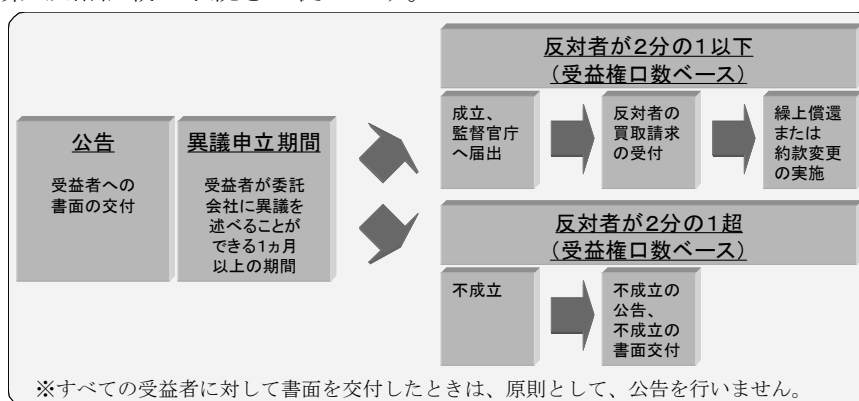 公告
受益者への
書面の交付
異議申立期間
受益者が委託
会社に異議を
述べることが
できる1ヵ月
以上の期間
反対者が2分の1以下
(受益権口数ベース)
成立、
監督官庁
へ届出
反対者の
買取請求
の受付
繰上償還
または
約款変更
の実施
反対者が2分の1超
(受益権口数ベース)
不成立
不成立の
公告、
不成立の
書面交付
※すべての受益者に対して書面を交付したときは、原則として、公告を行いません。